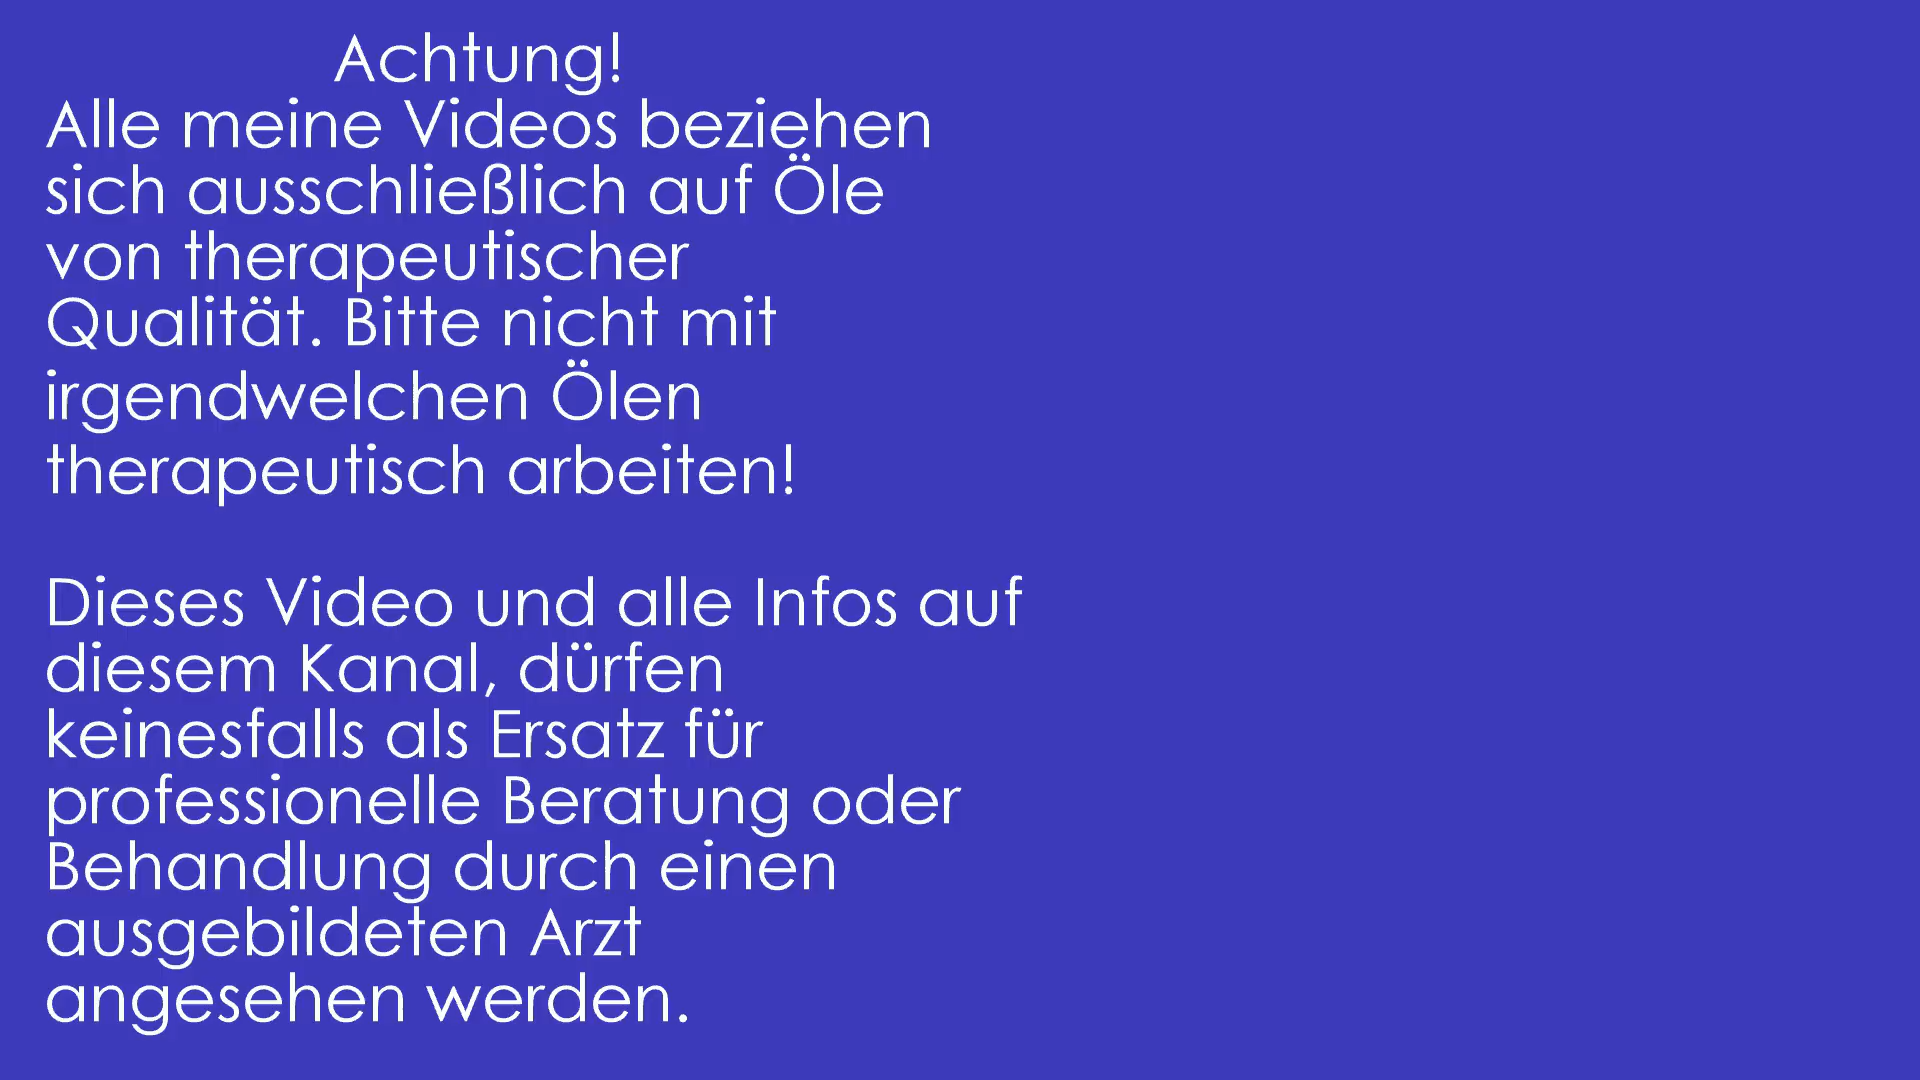 Achtung!
Alle meine Videos beziehen
sich ausschließlich auf Öle
von therapeutischer
Qualität. Bitte nicht mit
irgendwelchen Ölen
therapeutisch arbeiten!
Dieses Video und alle Infos auf
diesem Kanal, dürfen
keinesfalls als Ersatz für
professionelle Beratung oder
Behandlung durch einen
ausgebildeten Arzt
angesehen werden.